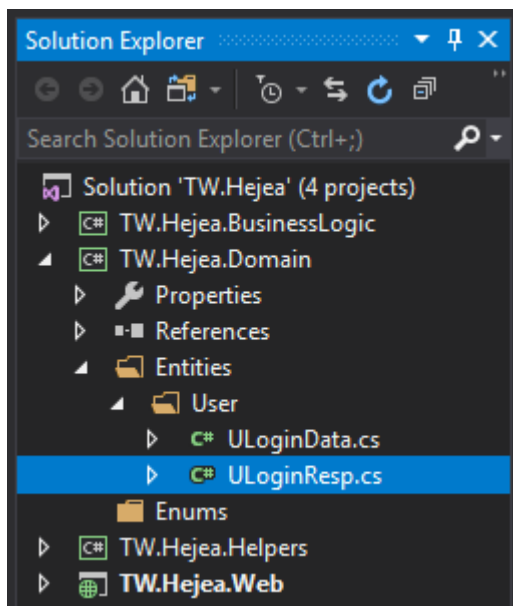 Solution Explorer
Search Solution Explorer (Ctrl+;)
Solution 'TW.Hejea' (4 projects)
C# TW.Hejea.BusinessLogic
C# TW.Hejea.Domain
Properties
References
Entities
User
C# ULoginData.cs
C# ULoginResp.cs
Enums
C# TW.Hejea.Helpers
TW.Hejea.Web